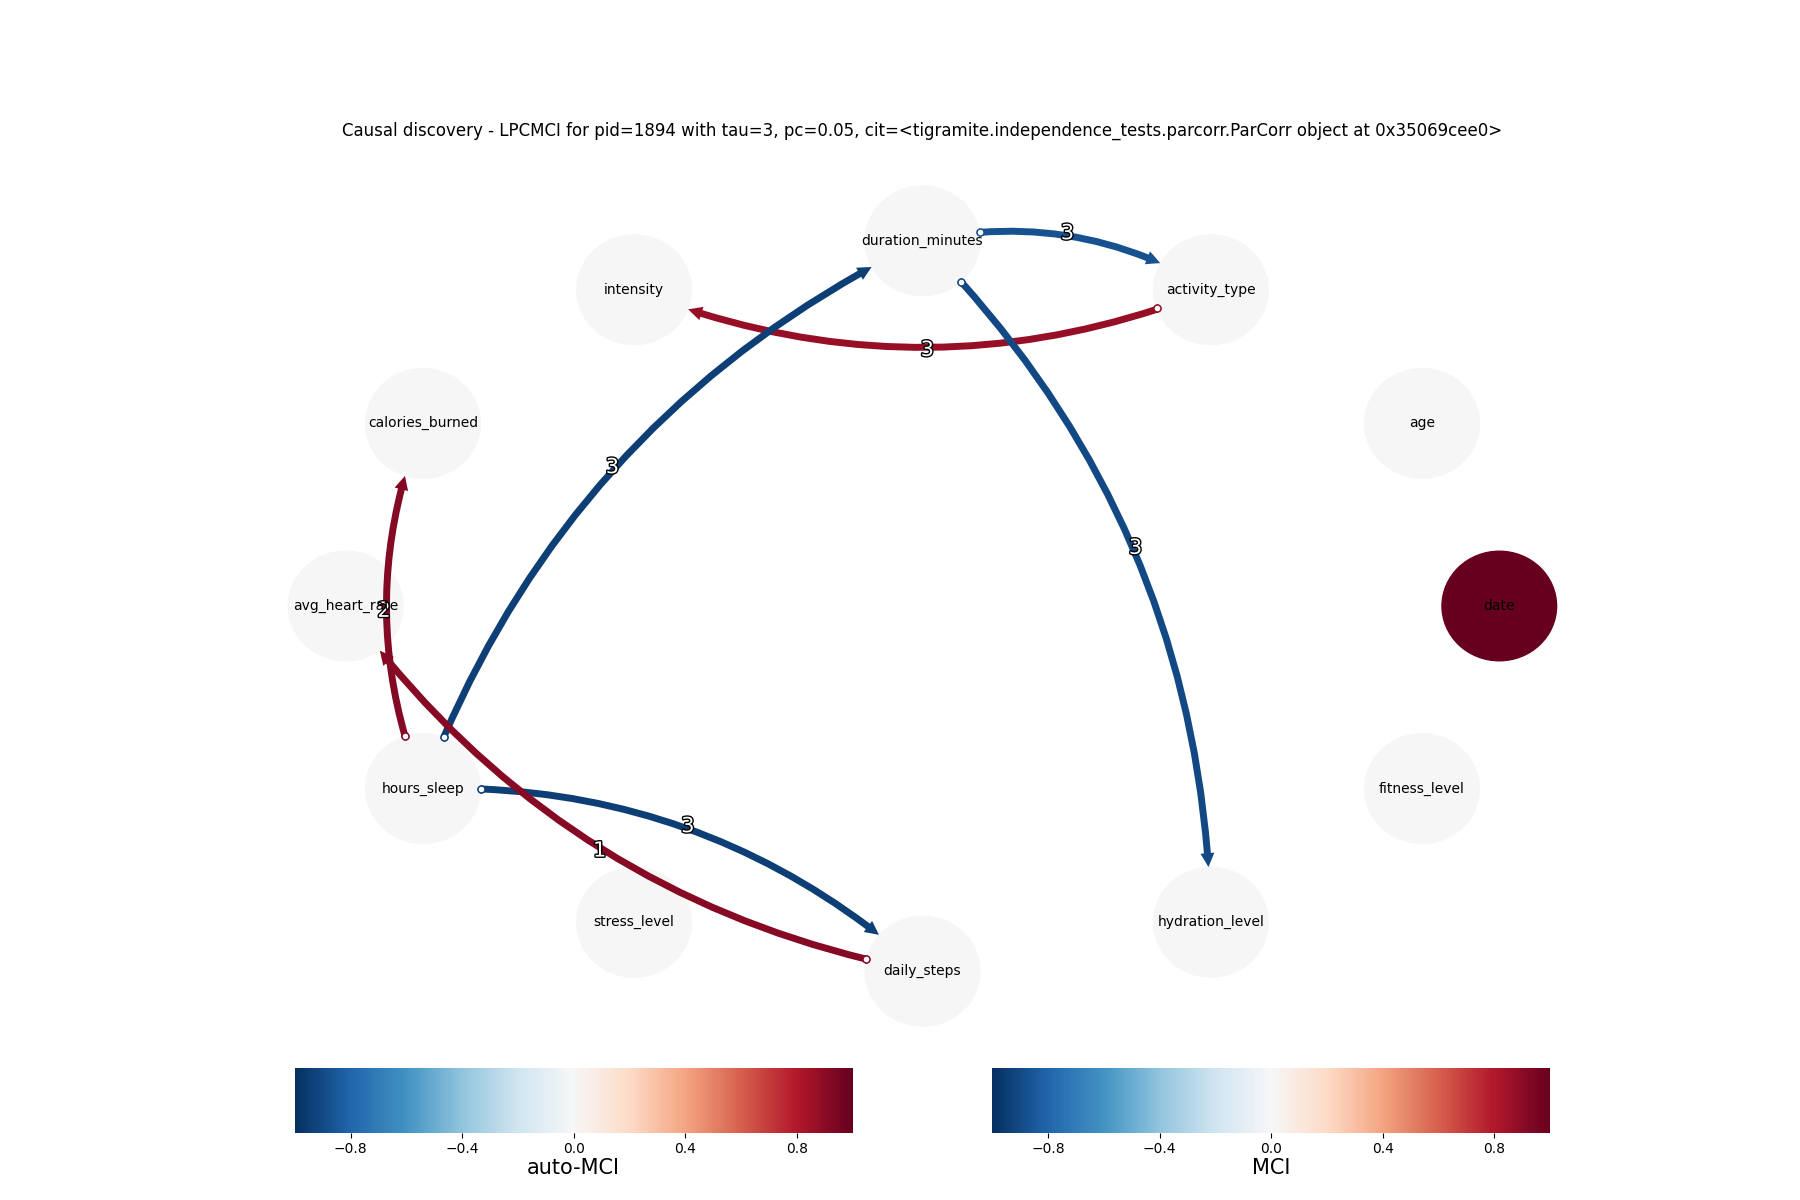 Causal discovery - LPCMCI for pid=1894 with tau=3, pc=0.05, cit=<tigramite.independence_tests.parcorr.ParCorr object at 0x35069cee0>
duration_minutes
3
intensity
activity_type
3
calories_burned
age
3
3
avg_heart_rate
2
date
hours_sleep
fitness_level
3
1
stress_level
hydration_level
daily_steps
−0.8 −0.4 0.0 0.4 0.8
auto-MCI
−0.8 −0.4 0.0 0.4 0.8
MCI